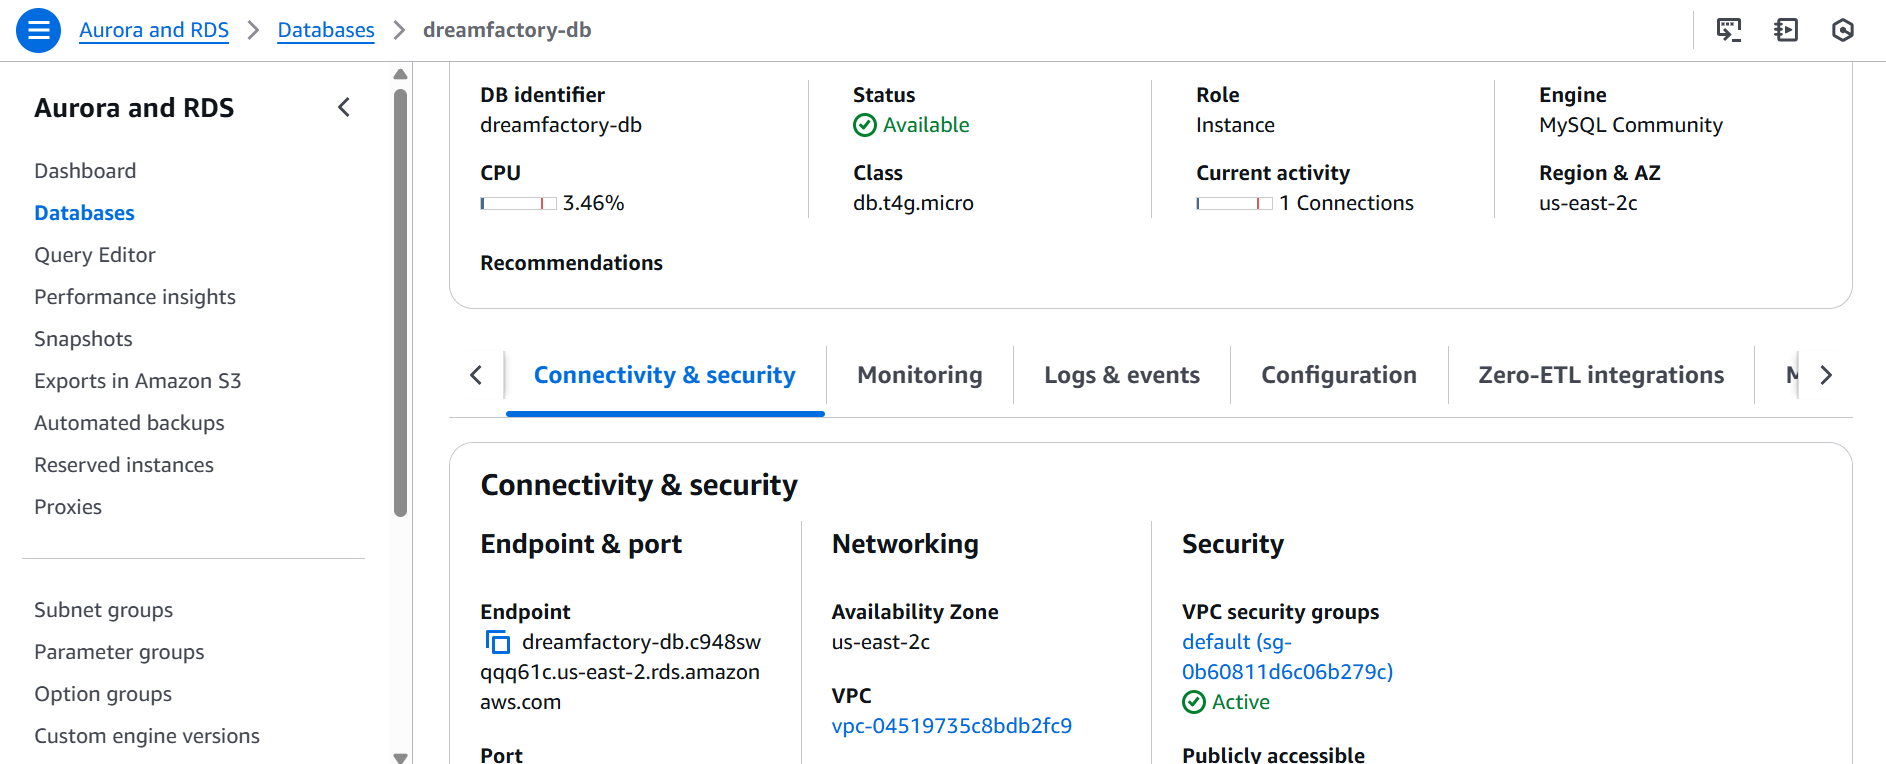 Aurora and RDS > Databases > dreamfactory-db
Aurora and RDS
Dashboard
Databases
Query Editor
Performance insights
Snapshots
Exports in Amazon S3
Automated backups
Reserved instances
Proxies
Subnet groups
Parameter groups
Option groups
Custom engine versions
DB identifier
dreamfactory-db
Status
Available
Role
Instance
Engine
MySQL Community
CPU
3.46%
Class
db.t4g.micro
Current activity
1 Connections
Region & AZ
us-east-2c
Recommendations
Connectivity & security
Monitoring
Logs & events
Configuration
Zero-ETL integrations
Connectivity & security
Endpoint & port
Endpoint
dreamfactory-db.c948sw
qqq61c.us-east-2.rds.amazon
aws.com
Port
Networking
Availability Zone
us-east-2c
VPC
vpc-04519735c8bdb2fc9
Security
VPC security groups
default (sg-
0b60811d6c06b279c)
Active
Publicly accessible